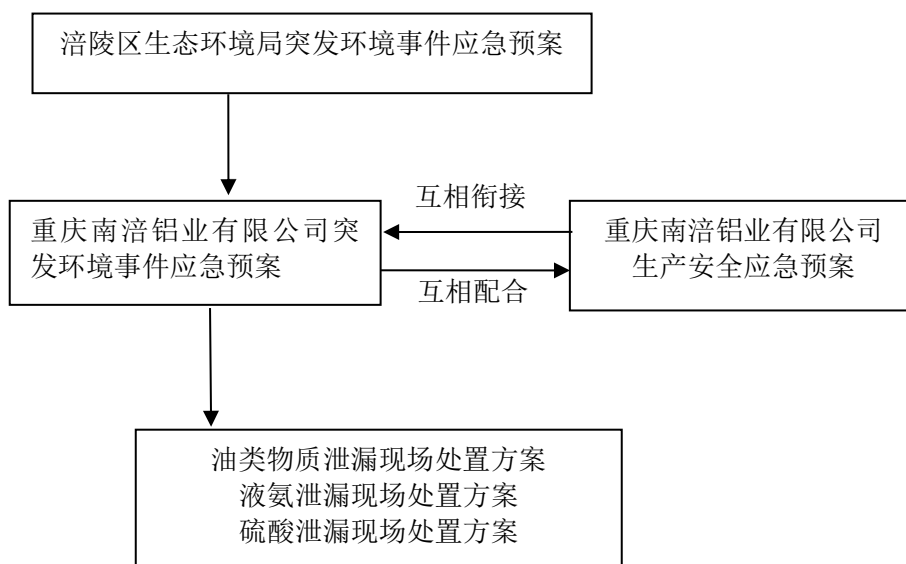 涪陵区生态环境局突发环境事件应急预案
互相衔接
重庆南涪铝业有限公司突
发环境事件应急预案
重庆南涪铝业有限公司
生产安全应急预案
互相配合
油类物质泄漏现场处置方案
液氨泄漏现场处置方案
硫酸泄漏现场处置方案